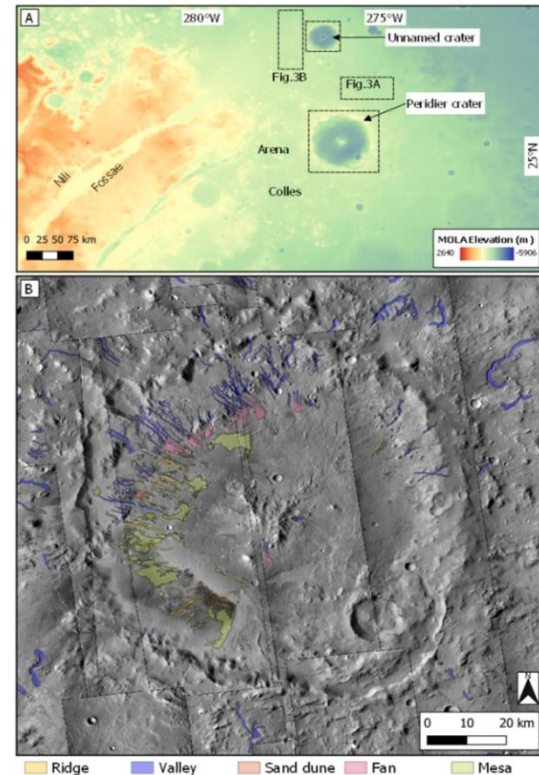 A
280°W
275°W
Unnamed crater
Fig.3B
Fig.3A
Peridier crater
Nili
Fossae
Arena
Colles
25°N
0 25 50 75 km
MOLA Elevation (m)
2640
-5906
B
N
0 10 20 km
Ridge Valley Sand dune Fan Mesa